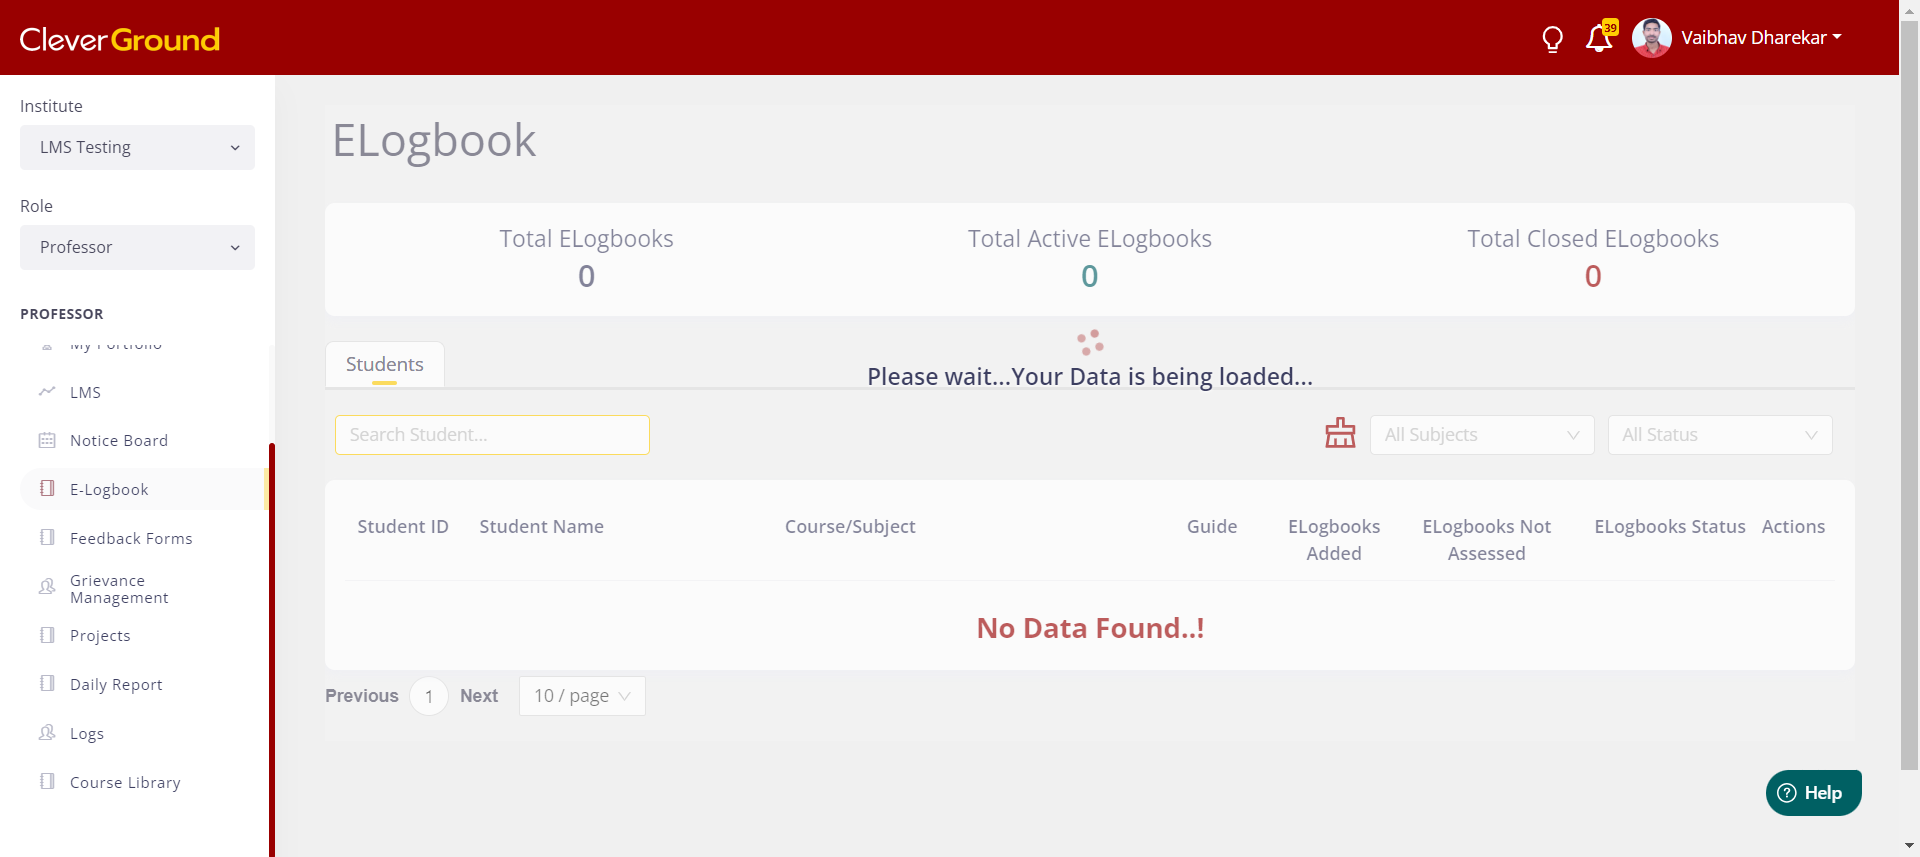 CleverGround
39
Vaibhav Dharekar
Institute
LMS Testing
Role
Professor
PROFESSOR
My Portfolio
LMS
Notice Board
E-Logbook
Feedback Forms
Grievance
Management
Projects
Daily Report
Logs
Course Library
ELogbook
Total ELogbooks
0
Total Active ELogbooks
0
Total Closed ELogbooks
0
Students
Please wait...Your Data is being loaded...
Search Student...
All Subjects
All Status
Student ID
Student Name
Course/Subject
Guide
ELogbooks
Added
ELogbooks Not
Assessed
ELogbooks Status
Actions
No Data Found..!
Previous 1 Next 10 / page
Help